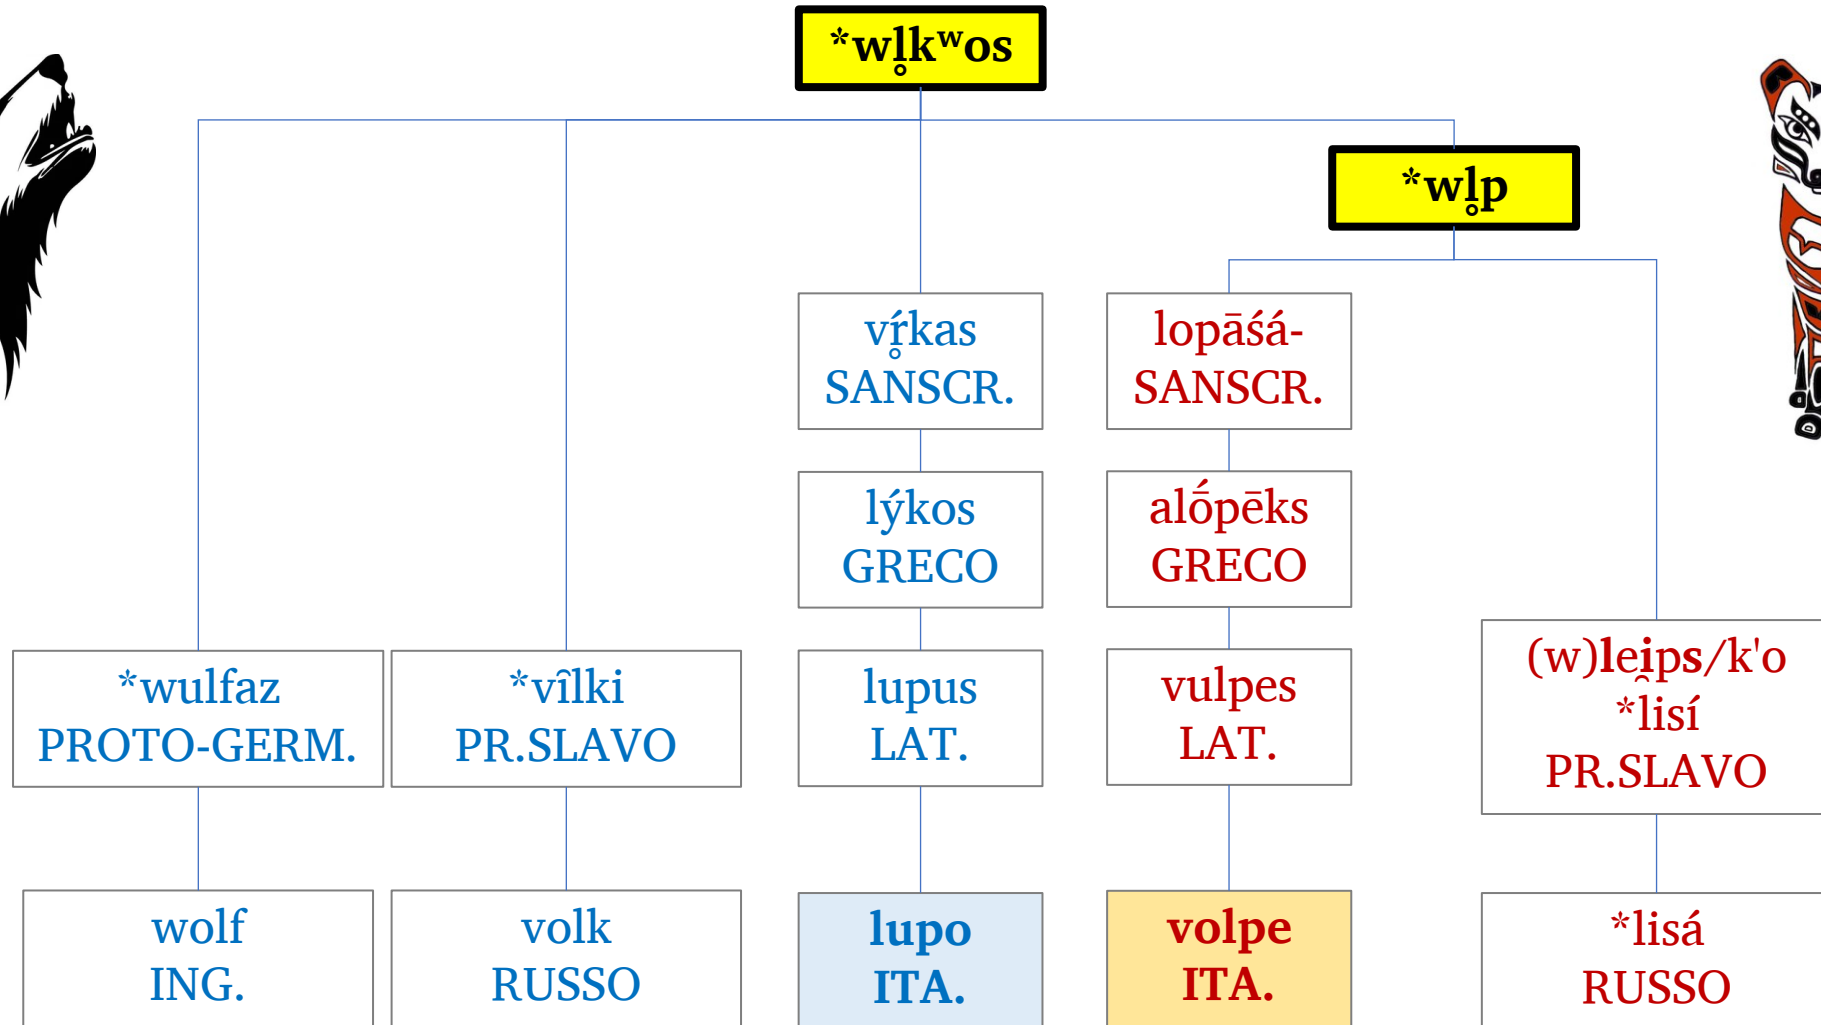 *wl̥kʷos
*wl̥p
vŕ̥kas
SANSCR.
lopāśá-
SANSCR.
lýkos
GRECO
alṓpēks
GRECO
*wulfaz
PROTO-GERM.
*vîlki
PR.SLAVO
lupus
LAT.
vulpes
LAT.
(w)lei̯ps/k'o
*lisí
PR.SLAVO
wolf
ING.
volk
RUSSO
lupo
ITA.
volpe
ITA.
*lisá
RUSSO